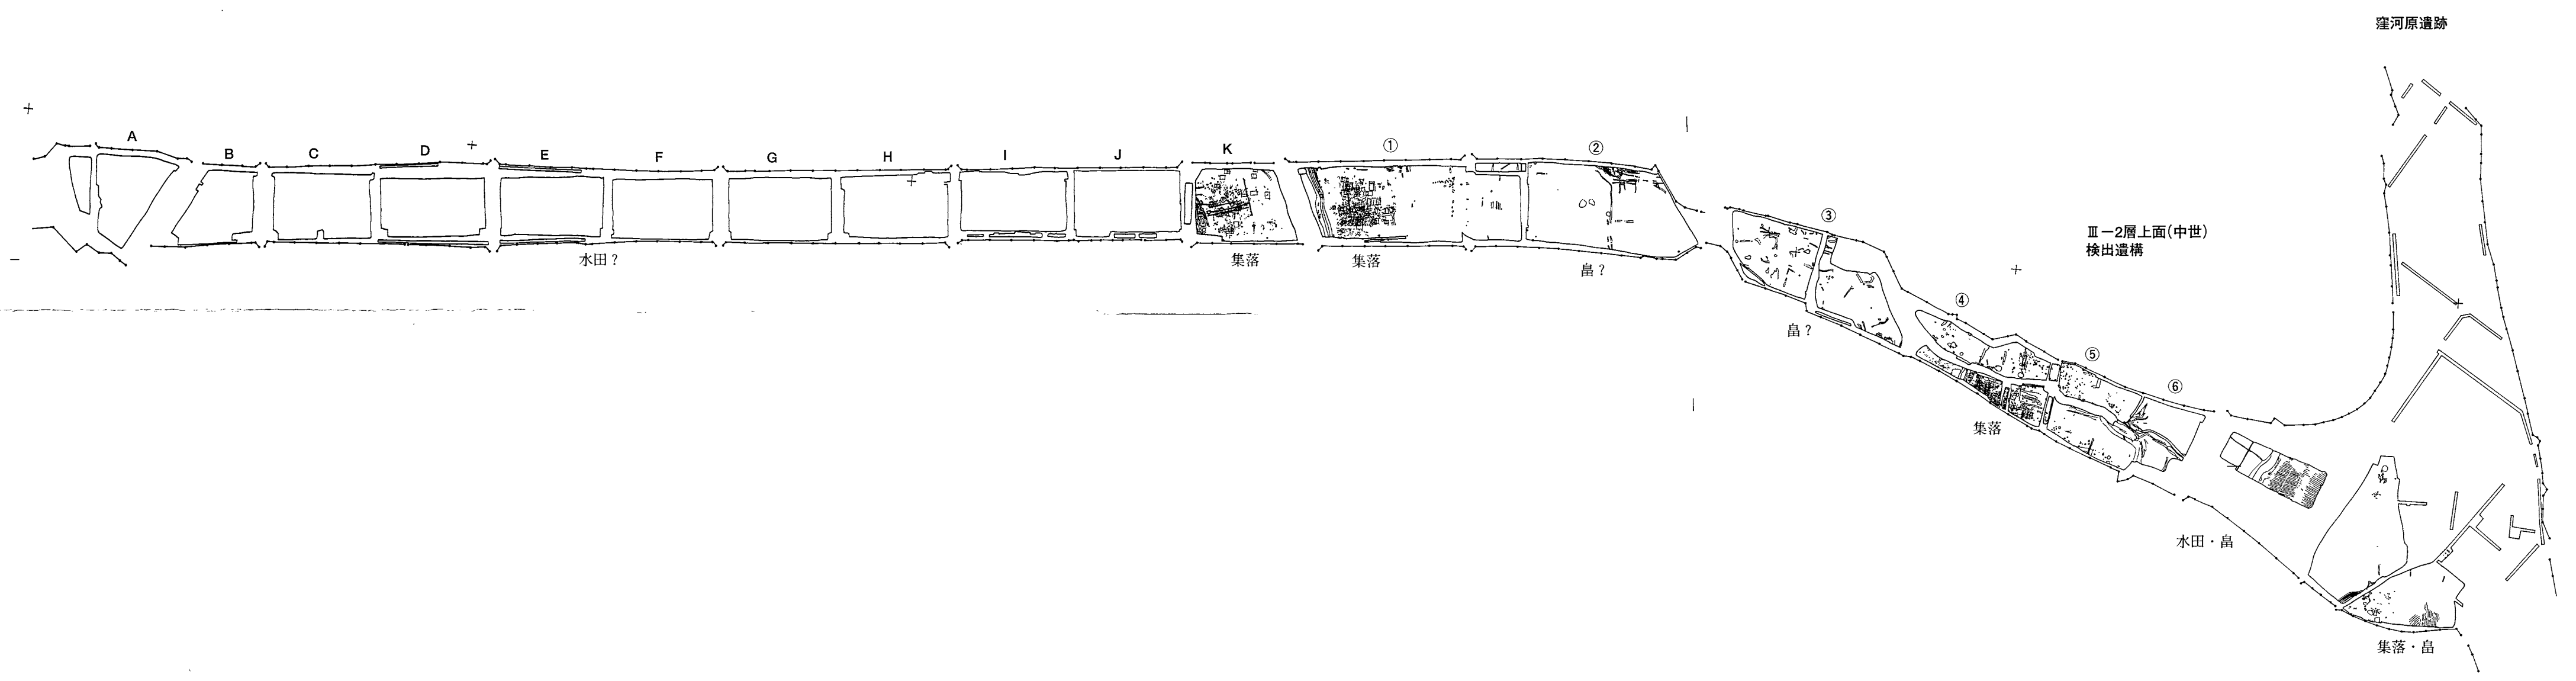 窪河原遺跡
A
B
C
D
E
F
G
H
I
J
K
①
②
③
Ⅲ－2層上面(中世)
検出遺構
水田？
集落
集落
畠？
畠？
④
⑤
⑥
集落
水田・畠
集落・畠